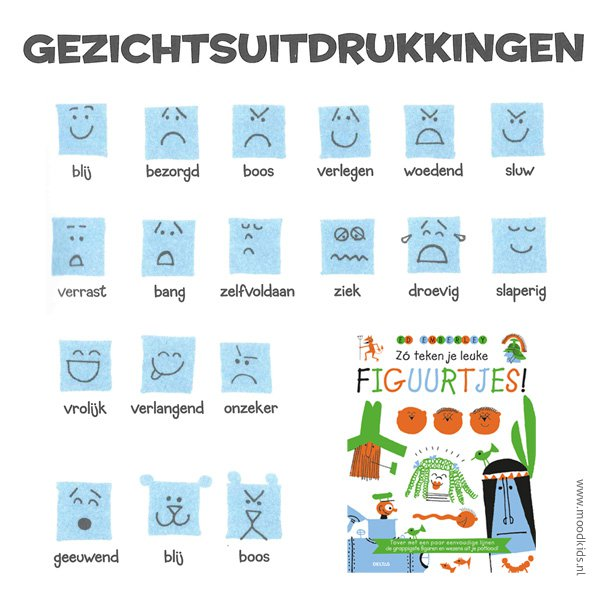 GEZICHTSUITDRUKKINGEN
blij bezorgd boos verlegen woedend sluw
verrast bang zelfvoldaan ziek droevig slaperig
vrolijk verlangend onzeker
geeuwend blij boos
ED EMBERLEY
Zó teken je leuke
FIGUURTJES!
Tover met een paar eenvoudige lijnen
de grappigste figuren en wezens uit je potlood!
DELTAS
www.moodkids.nl